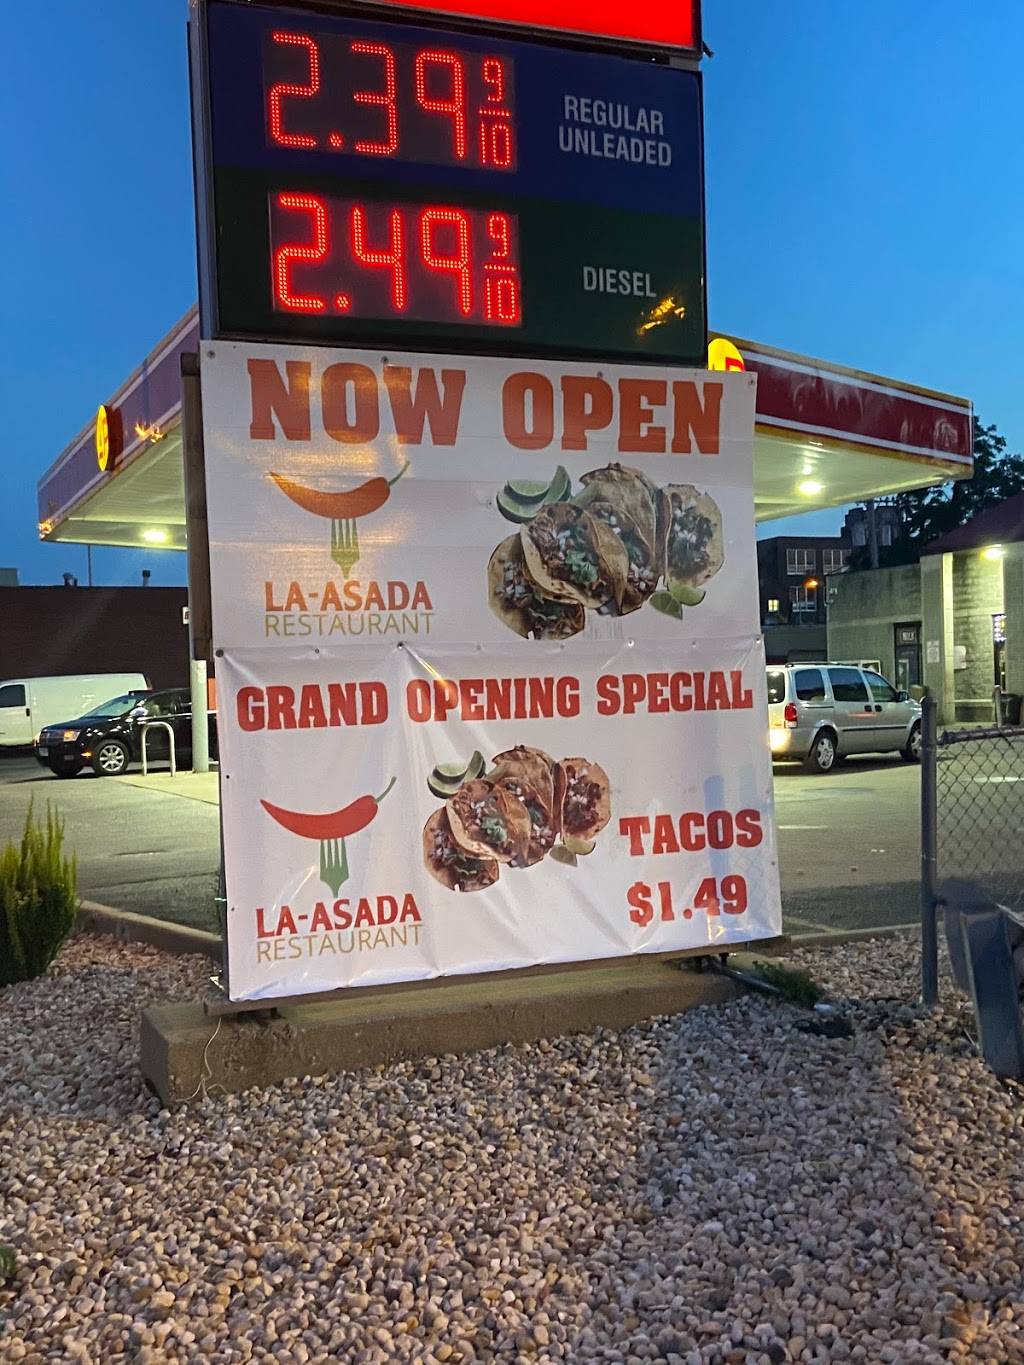 2.39 9/10
REGULAR
UNLEADED
2.49 9/10
DIESEL
NOW OPEN
LA-ASADA
RESTAURANT
GRAND OPENING SPECIAL
LA-ASADA
RESTAURANT
TACOS
$1.49